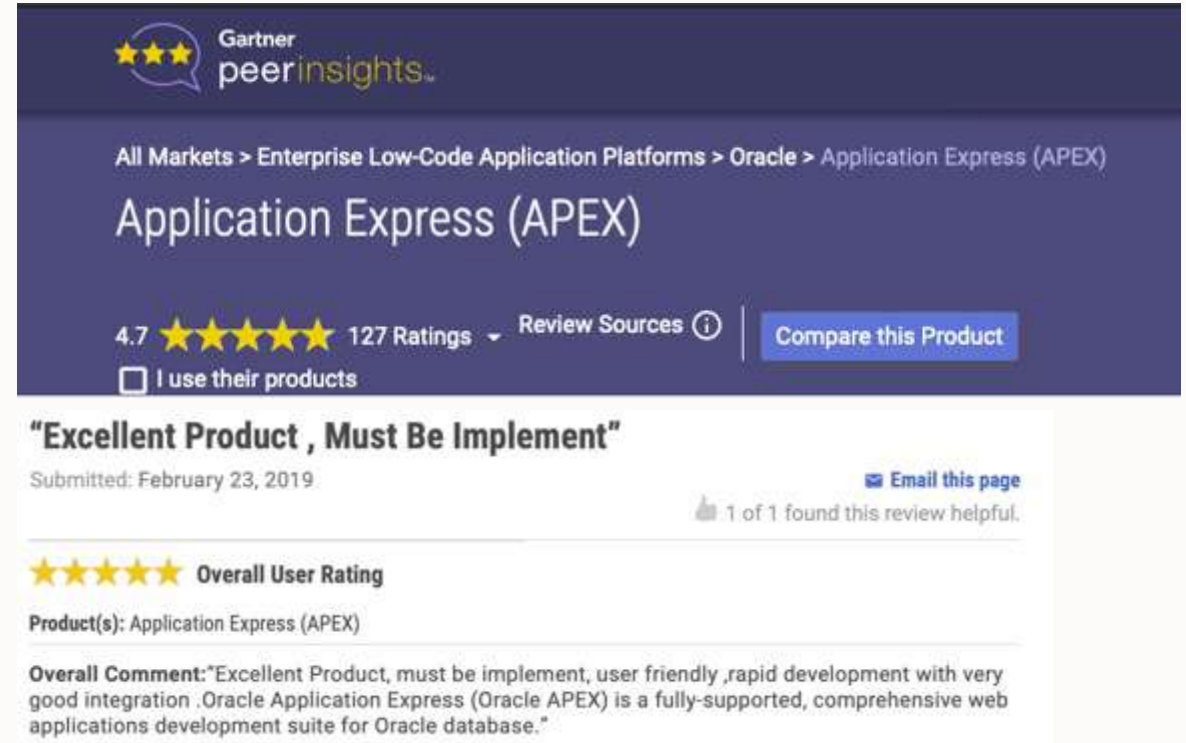 Gartner
peerinsights™
All Markets > Enterprise Low-Code Application Platforms > Oracle > Application Express (APEX)
Application Express (APEX)
4.7 127 Ratings Review Sources Compare this Product
I use their products
“Excellent Product , Must Be Implement”
Submitted: February 23, 2019
Email this page
1 of 1 found this review helpful.
Overall User Rating
Product(s): Application Express (APEX)
Overall Comment:“Excellent Product, must be implement, user friendly ,rapid development with very
good integration .Oracle Application Express (Oracle APEX) is a fully-supported, comprehensive web
applications development suite for Oracle database.”